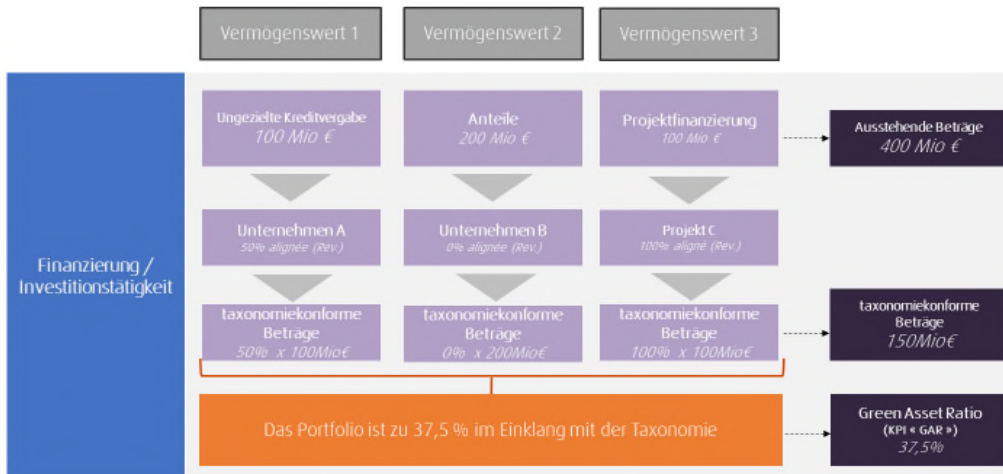 Vermögenswert 1
Vermögenswert 2
Vermögenswert 3
Ungezielte Kreditvergabe
100 Mio €
Anteile
200 Mio €
Projektfinanzierung
100 Mio €
Ausstehende Beträge
400 Mio €
Finanzierung /
Investitionstätigkeit
Unternehmen A
50% alignée (Rev.)
Unternehmen B
0% alignée (Rev.)
Projekt C
100% aligné (Rev.)
taxonomiekonforme
Beträge
50% x 100Mio€
taxonomiekonforme
Beträge
0% x 200Mio€
taxonomiekonforme
Beträge
100% x 100Mio€
taxonomiekonforme
Beträge
150Mio€
Das Portfolio ist zu 37,5 % im Einklang mit der Taxonomie
Green Asset Ratio
(KPI « GAR »)
37,5%